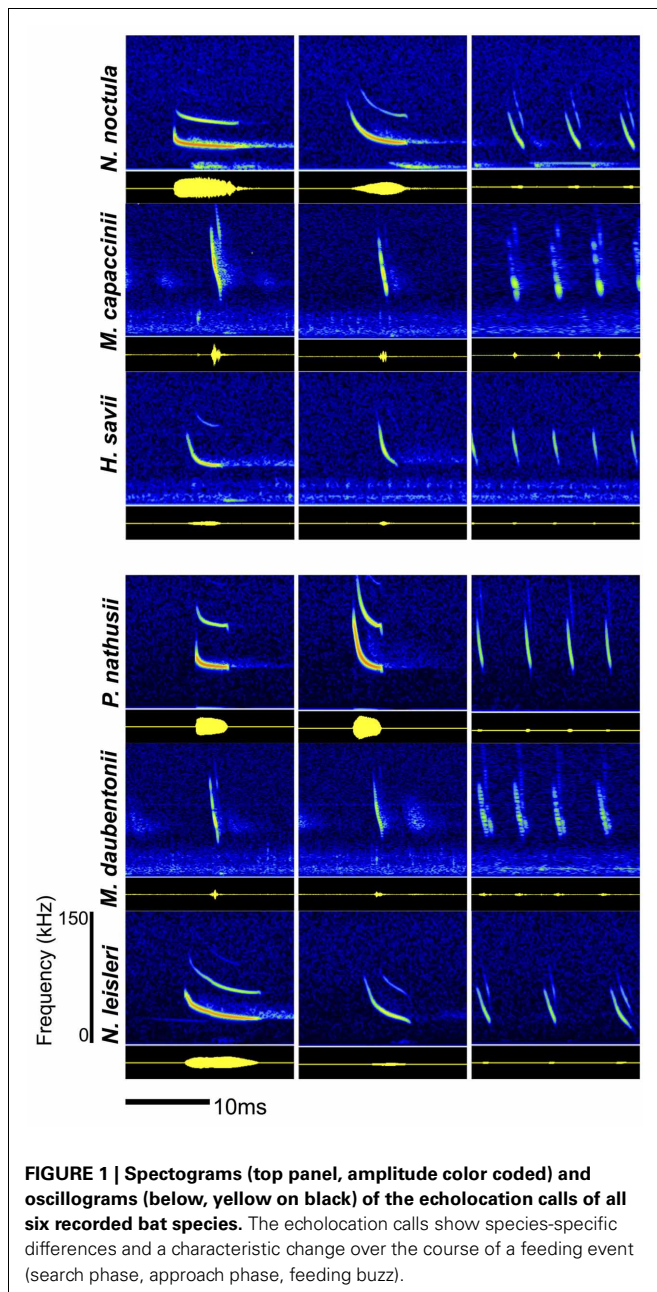 N. noctula
M. capaccinii
H. savii
P. nathusii
M. daubentonii
N. leisleri
Frequency (kHz)
150
0
10ms
FIGURE 1 | Spectograms (top panel, amplitude color coded) and
oscillograms (below, yellow on black) of the echolocation calls of all
six recorded bat species. The echolocation calls show species-specific
differences and a characteristic change over the course of a feeding event
(search phase, approach phase, feeding buzz).